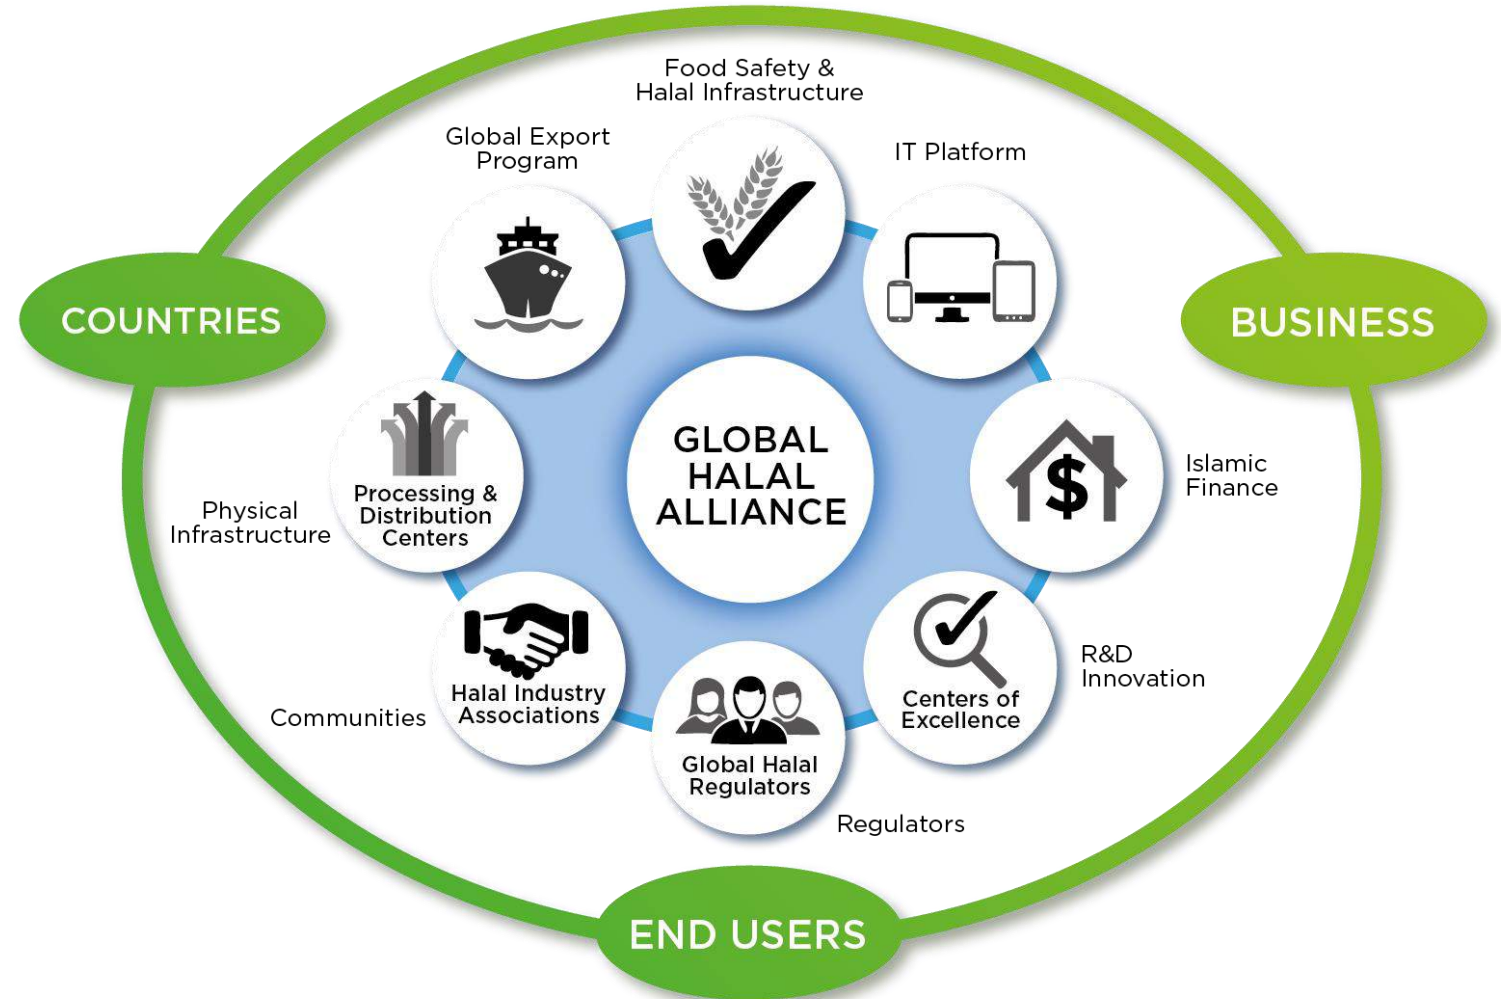 Food Safety &
Halal Infrastructure
Global Export
Program
IT Platform
COUNTRIES
BUSINESS
GLOBAL
HALAL
ALLIANCE
Islamic
Finance
Processing &
Distribution
Centers
Physical
Infrastructure
R&D
Innovation
Centers of
Excellence
Halal Industry
Associations
Communities
Global Halal
Regulators
Regulators
END USERS